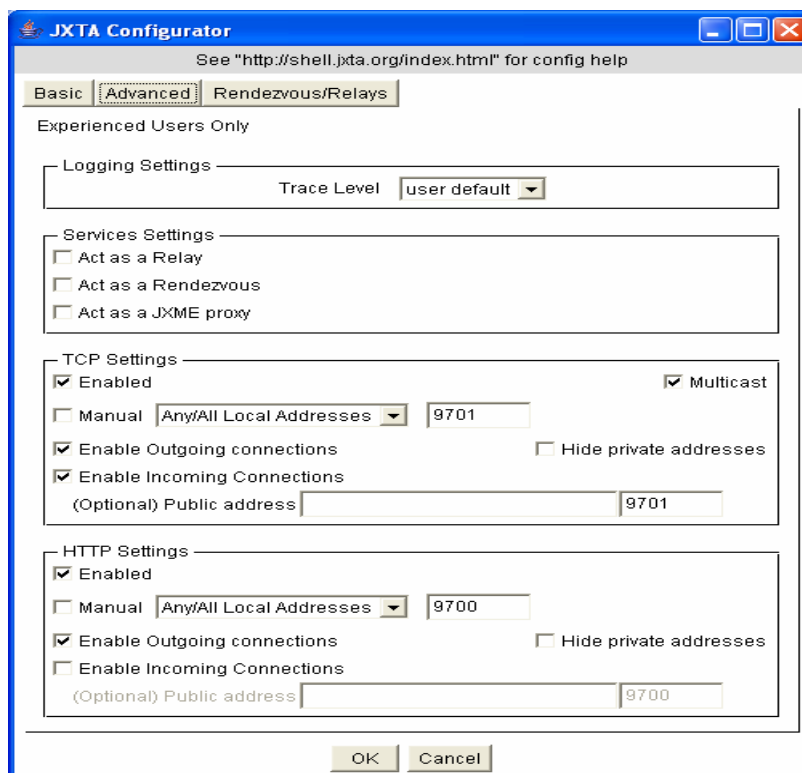 JXTA Configurator
See "http://shell.jxta.org/index.html" for config help
Basic Advanced Rendezvous/Relays
Experienced Users Only
Logging Settings
Trace Level user default
Services Settings
Act as a Relay
Act as a Rendezvous
Act as a JXME proxy
TCP Settings
Enabled Multicast
Manual Any/All Local Addresses 9701
Enable Outgoing connections Hide private addresses
Enable Incoming Connections
(Optional) Public address 9701
HTTP Settings
Enabled
Manual Any/All Local Addresses 9700
Enable Outgoing connections Hide private addresses
Enable Incoming Connections
(Optional) Public address 9700
OK Cancel